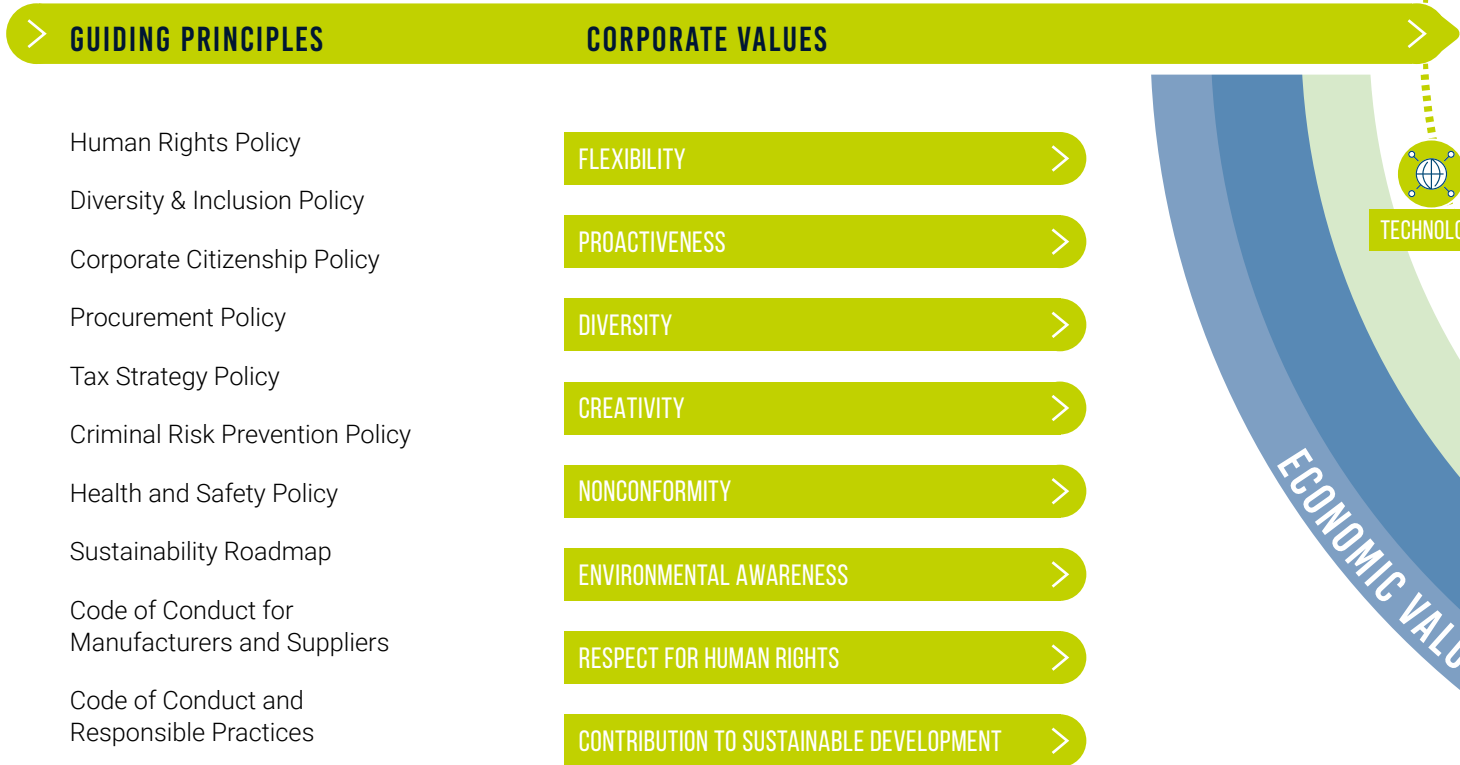 GUIDING PRINCIPLES
CORPORATE VALUES
Human Rights Policy
Diversity & Inclusion Policy
Corporate Citizenship Policy
Procurement Policy
Tax Strategy Policy
Criminal Risk Prevention Policy
Health and Safety Policy
Sustainability Roadmap
Code of Conduct for
Manufacturers and Suppliers
Code of Conduct and
Responsible Practices
FLEXIBILITY
PROACTIVENESS
DIVERSITY
CREATIVITY
NONCONFORMITY
ENVIRONMENTAL AWARENESS
RESPECT FOR HUMAN RIGHTS
CONTRIBUTION TO SUSTAINABLE DEVELOPMENT
ECONOMIC